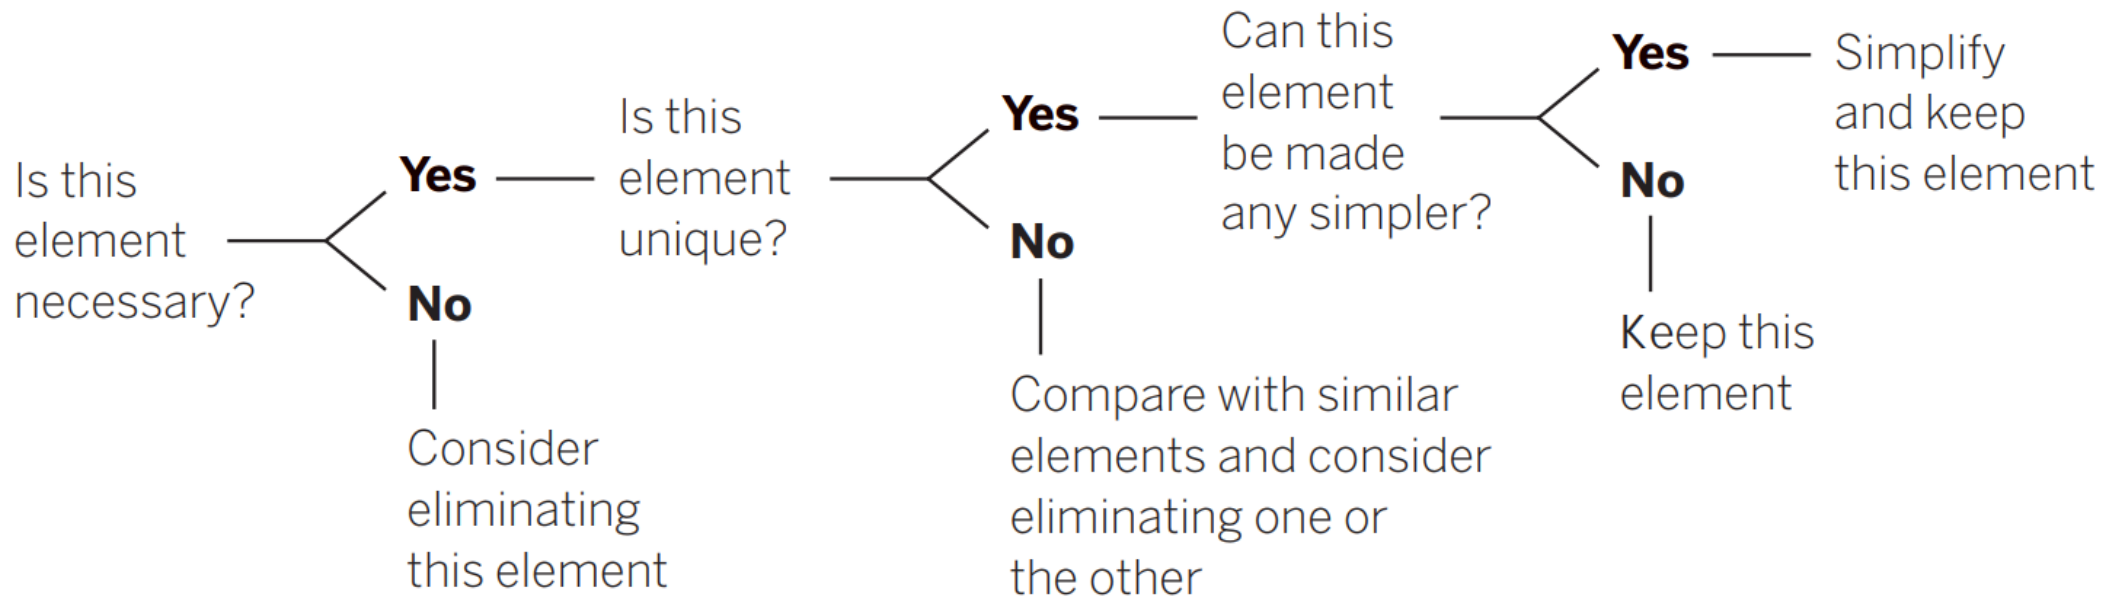 Is this
element
necessary?
Yes
No
Consider
eliminating
this element
Is this
element
unique?
Yes
No
Compare with similar
elements and consider
eliminating one or
the other
Can this
element
be made
any simpler?
Yes
No
Keep this
element
Simplify
and keep
this element